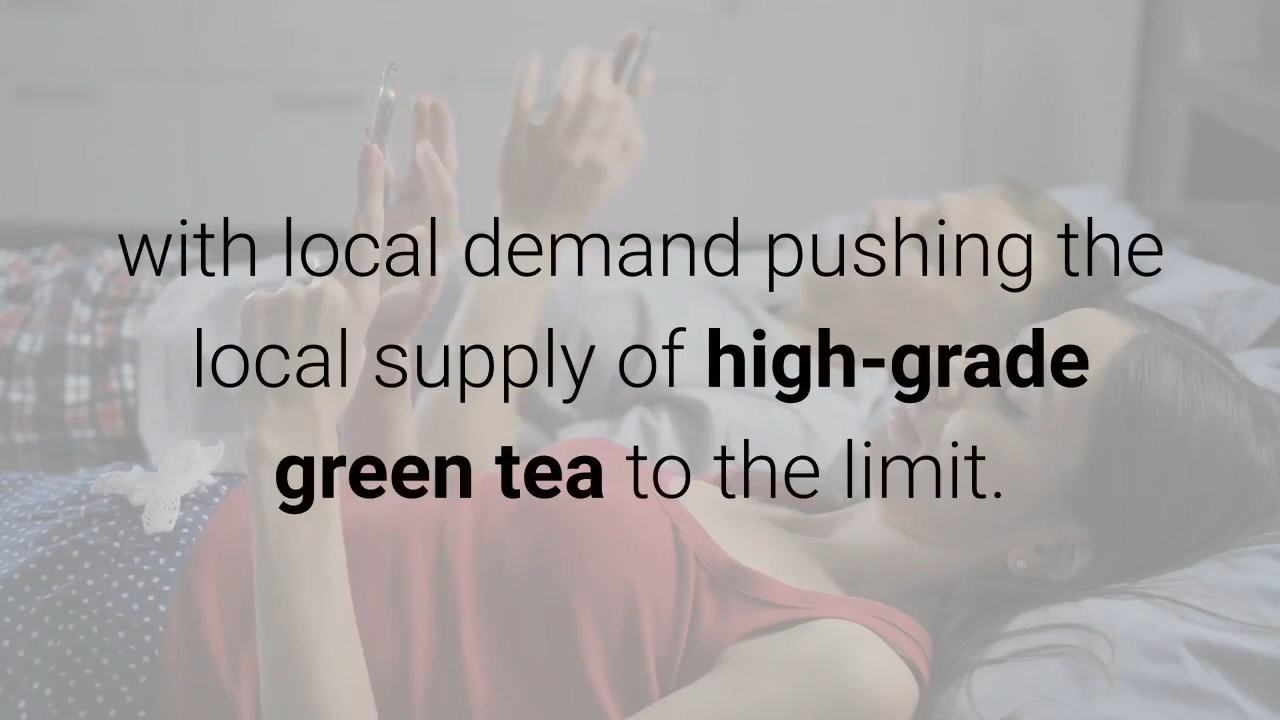 with local demand pushing the
local supply of high-grade
green tea to the limit.